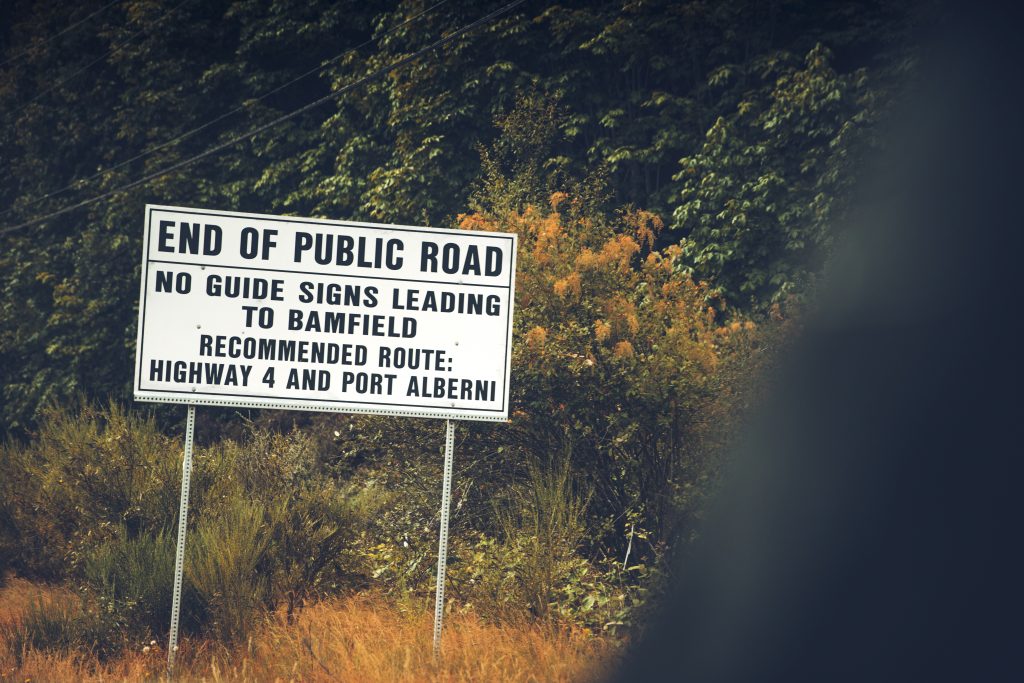 END OF PUBLIC ROAD
NO GUIDE SIGNS LEADING
TO BAMFIELD
RECOMMENDED ROUTE:
HIGHWAY 4 AND PORT ALBERNI